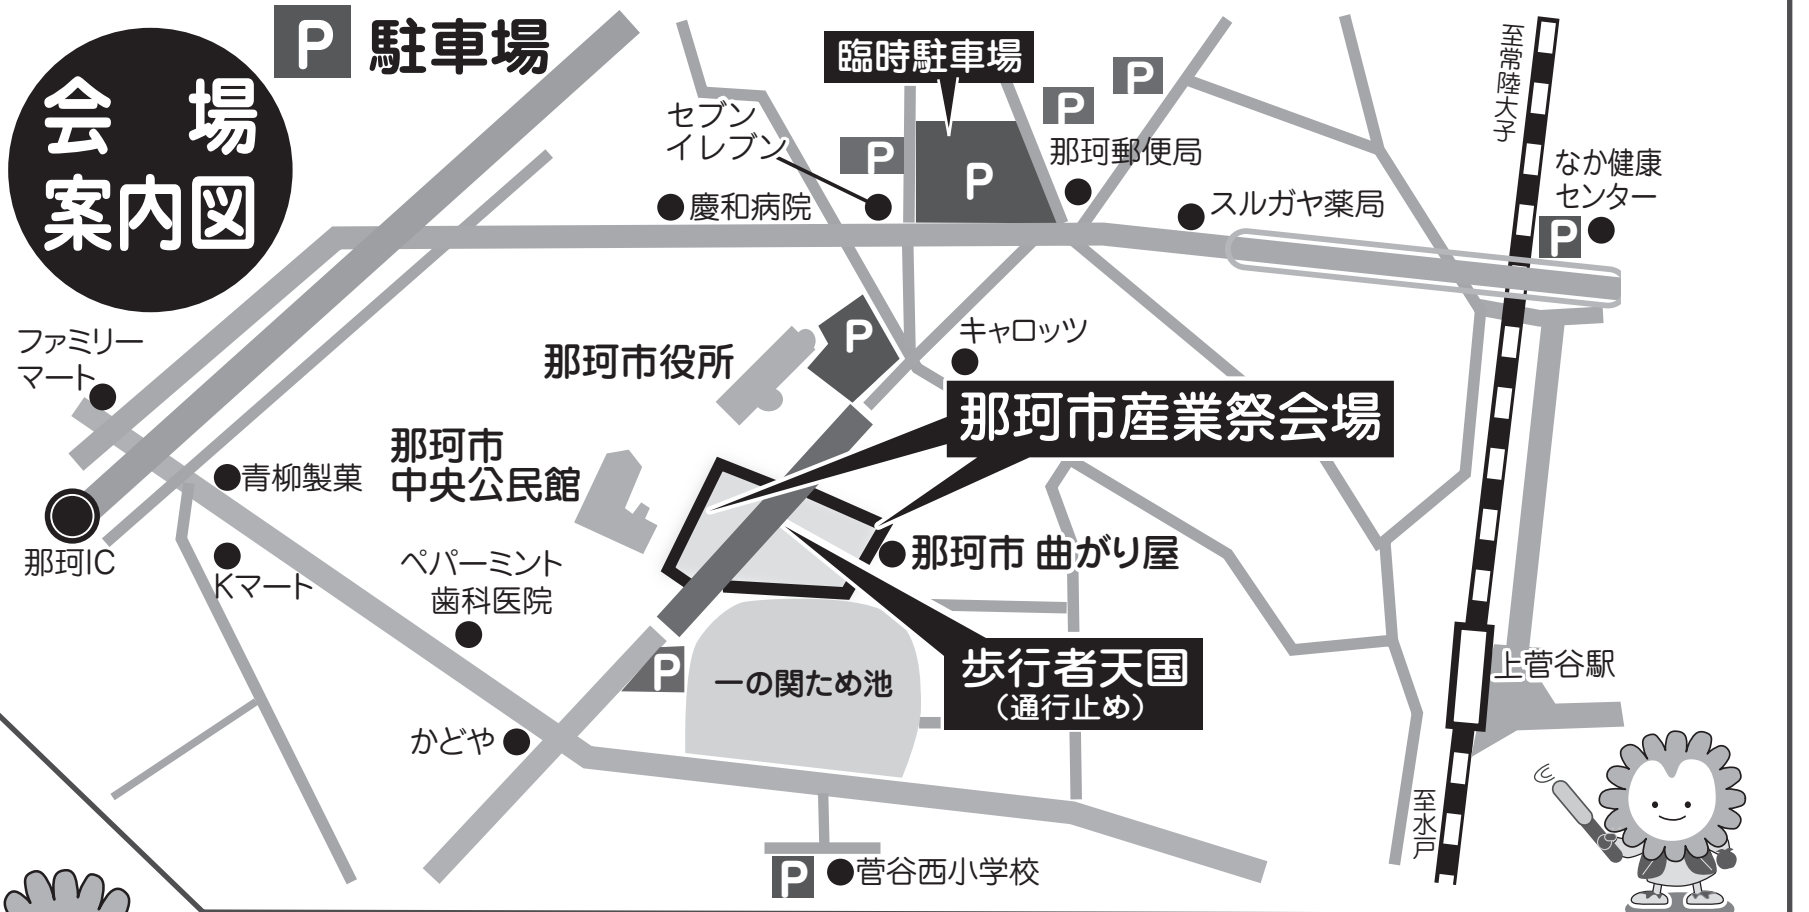 会場
案内図
P 駐車場
臨時駐車場
P
P
セブン
イレブン
P
P
那珂郵便局
慶和病院
スルガヤ薬局
至常陸大子
なか健康
センター
P
ファミリー
マート
那珂市役所
P
キャロッツ
那珂市産業祭会場
那珂市
中央公民館
青柳製菓
那珂IC
Kマート
ペパーミント
歯科医院
那珂市 曲がり屋
歩行者天国
(通行止め)
P
一の関ため池
上菅谷駅
かどや
至水戸
P
菅谷西小学校